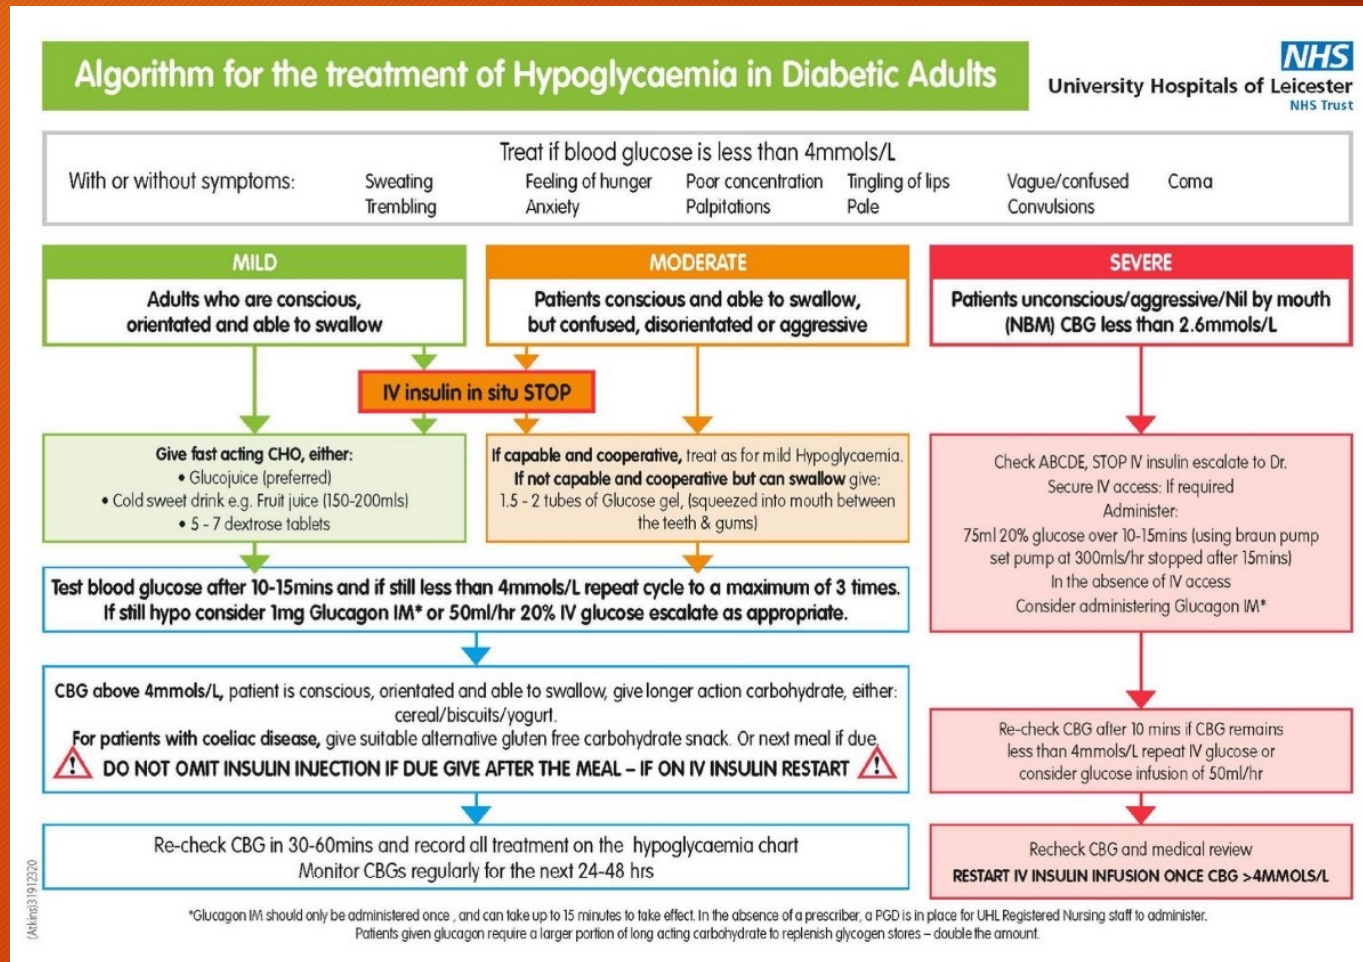 Algorithm for the treatment of Hypoglycaemia in Diabetic Adults
NHS
University Hospitals of Leicester
NHS Trust
Treat if blood glucose is less than 4mmols/L
With or without symptoms:
Sweating
Feeling of hunger
Poor concentration
Tingling of lips
Vague/confused
Coma
Trembling
Anxiety
Palpitations
Pale
Convulsions
MILD
Adults who are conscious,
orientated and able to swallow
MODERATE
Patients conscious and able to swallow,
but confused, disorientated or aggressive
SEVERE
Patients unconscious/aggressive/Nil by mouth
(NBM) CBG less than 2.6mmols/L
IV insulin in situ STOP
Give fast acting CHO, either:
• Glucojuice (preferred)
• Cold sweet drink e.g. Fruit juice (150-200mls)
• 5 - 7 dextrose tablets
If capable and cooperative, treat as for mild Hypoglycaemia.
If not capable and cooperative but can swallow give:
1.5 - 2 tubes of Glucose gel, (squeezed into mouth between
the teeth & gums)
Check ABCDE, STOP IV insulin escalate to Dr.
Secure IV access: If required
Administer:
75ml 20% glucose over 10-15mins (using braun pump
set pump at 300mls/hr stopped after 15mins)
In the absence of IV access
Consider administering Glucagon IM*
Test blood glucose after 10-15mins and if still less than 4mmols/L repeat cycle to a maximum of 3 times.
If still hypo consider 1mg Glucagon IM* or 50ml/hr 20% IV glucose escalate as appropriate.
CBG above 4mmols/L, patient is conscious, orientated and able to swallow, give longer action carbohydrate, either:
cereal/biscuits/yogurt.
For patients with coeliac disease, give suitable alternative gluten free carbohydrate snack. Or next meal if due
DO NOT OMIT INSULIN INJECTION IF DUE GIVE AFTER THE MEAL – IF ON IV INSULIN RESTART
Re-check CBG after 10 mins if CBG remains
less than 4mmols/L repeat IV glucose or
consider glucose infusion of 50ml/hr
Re-check CBG in 30-60mins and record all treatment on the hypoglycaemia chart
Monitor CBGs regularly for the next 24-48 hrs
Recheck CBG and medical review
RESTART IV INSULIN INFUSION ONCE CBG >4MMOLS/L
*Glucagon IM should only be administered once , and can take up to 15 minutes to take effect. In the absence of a prescriber, a PGD is in place for UHL Registered Nursing staff to administer.
Patients given glucagon require a larger portion of long acting carbohydrate to replenish glycogen stores – double the amount.
(Atkins)31912320